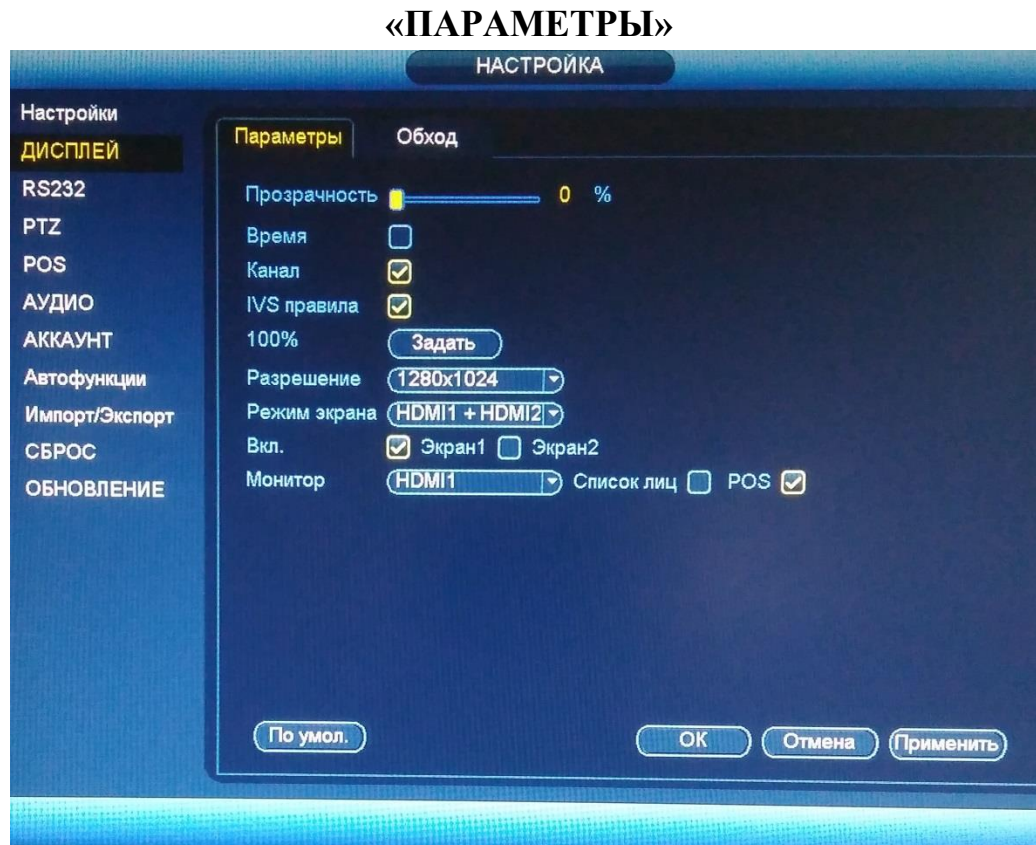 «ПАРАМЕТРЫ»
НАСТРОЙКА
Настройки
ДИСПЛЕЙ
RS232
PTZ
POS
АУДИО
АККАУНТ
Автофункции
Импорт/Экспорт
СБРОС
ОБНОВЛЕНИЕ
Параметры Обход
Прозрачность 0 %
Время
Канал
IVS правила
100% Задать
Разрешение 1280x1024
Режим экрана HDMI1 + HDMI2
Вкл. Экран1 Экран2
Монитор HDMI1 Список лиц POS
По умол. ОК Отмена Применить